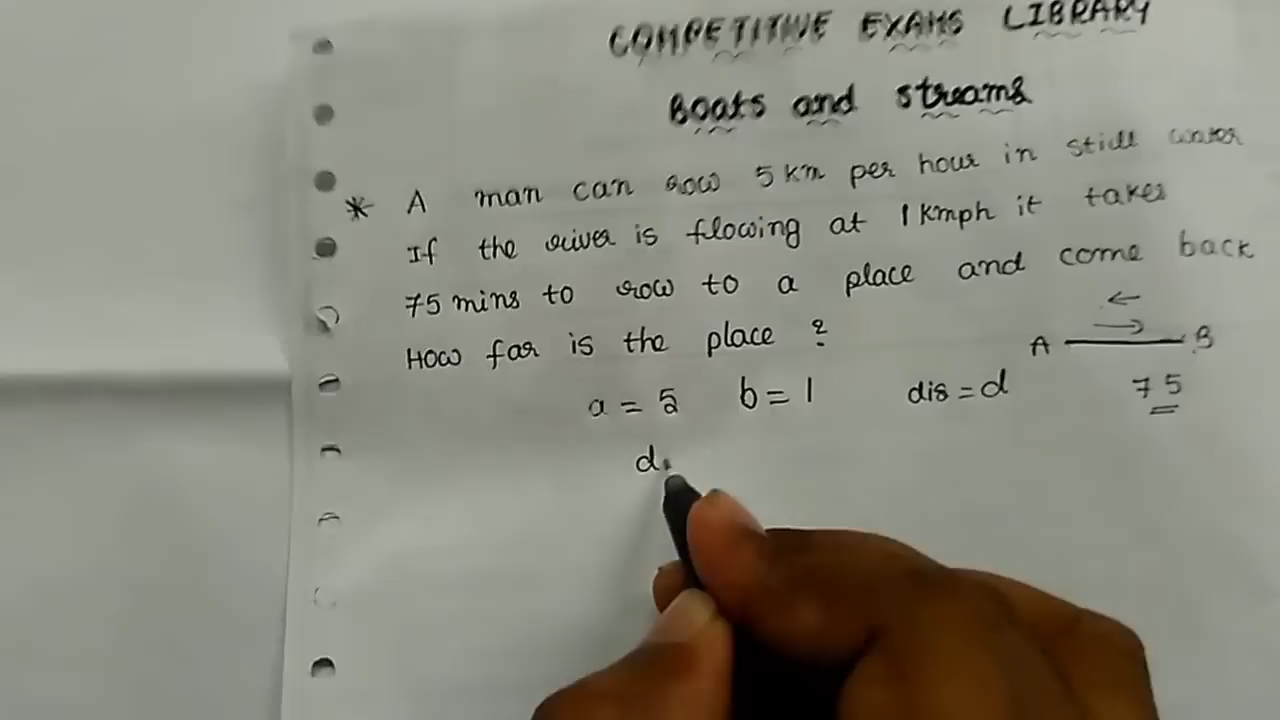 COMPETITIVE EXAMS LIBRARY
Boats and streams
* A man can row 5 km per hour in still water
If the river is flowing at 1 kmph it takes
75 mins to row to a place and come back
How far is the place ?
A B
a = 5 b = 1 dis = d 75
d